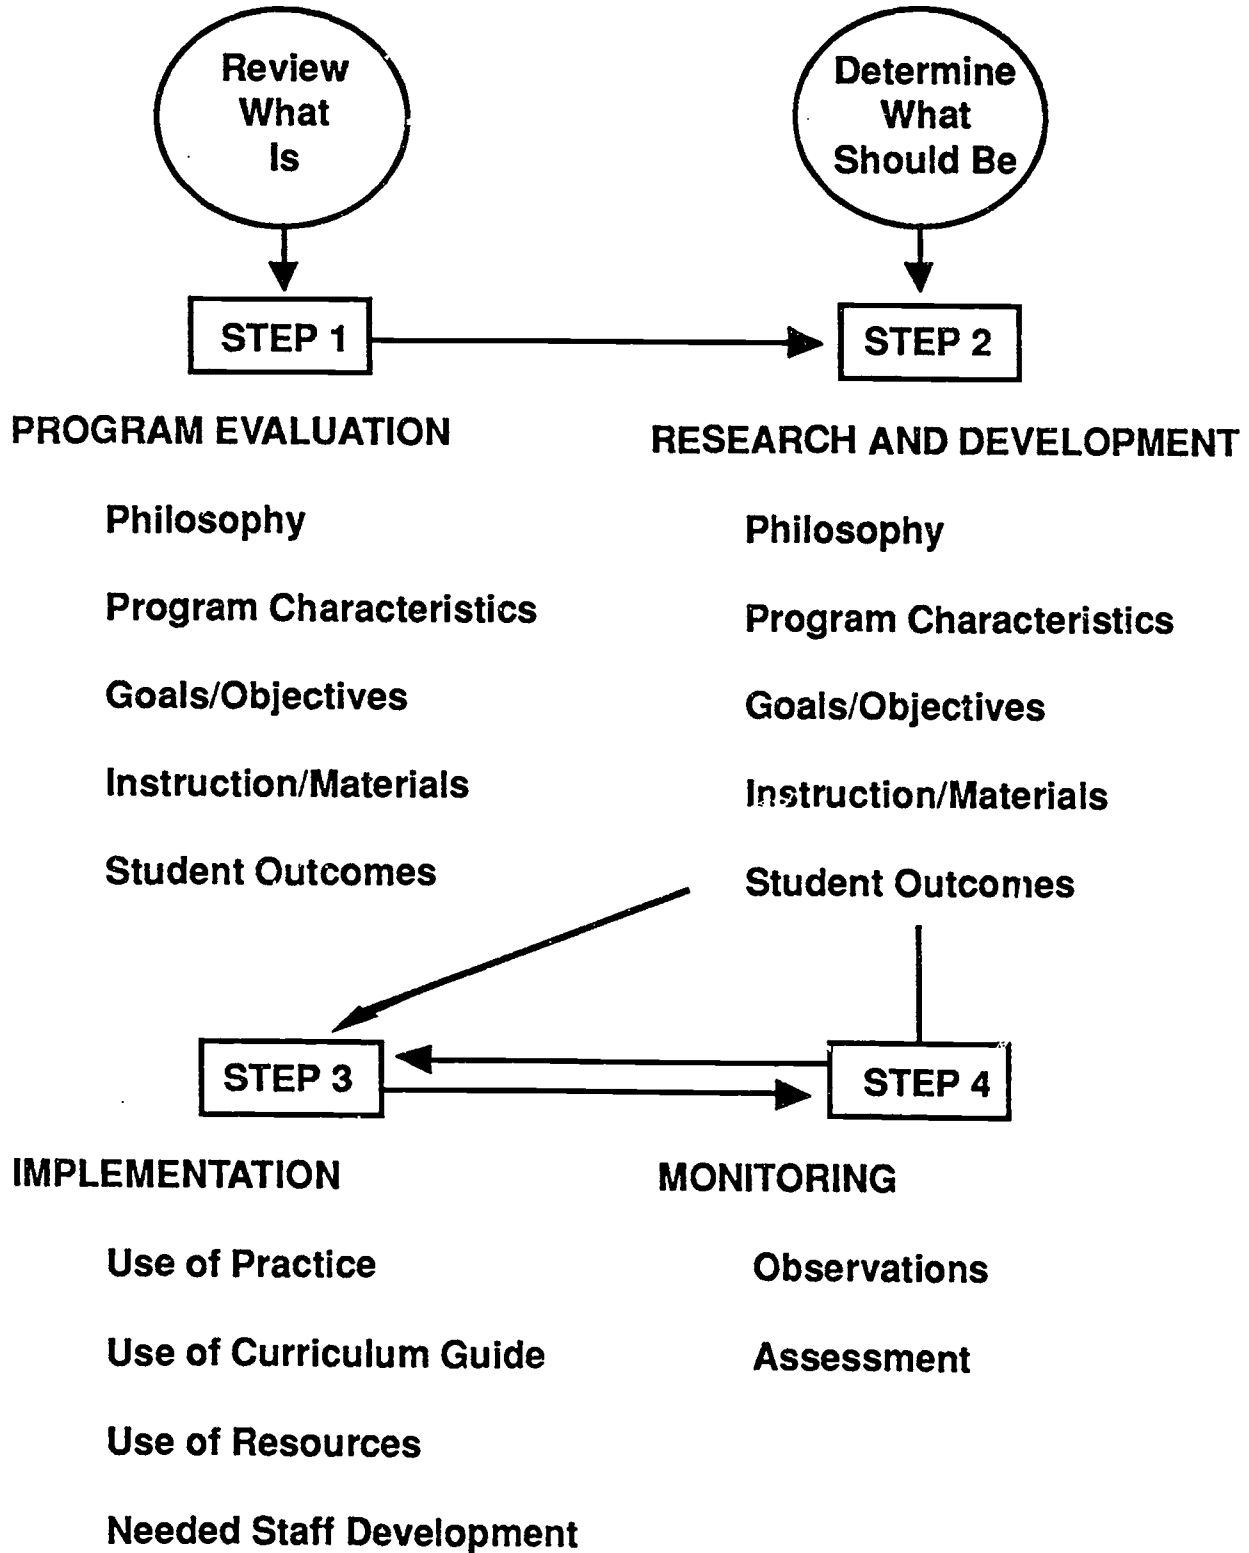 Review
What
Is
Determine
What
Should Be
STEP 1
STEP 2
PROGRAM EVALUATION
Philosophy
Program Characteristics
Goals/Objectives
Instruction/Materials
Student Outcomes
RESEARCH AND DEVELOPMENT
Philosophy
Program Characteristics
Goals/Objectives
Instruction/Materials
Student Outcomes
STEP 3
STEP 4
IMPLEMENTATION
Use of Practice
Use of Curriculum Guide
Use of Resources
Needed Staff Development
MONITORING
Observations
Assessment